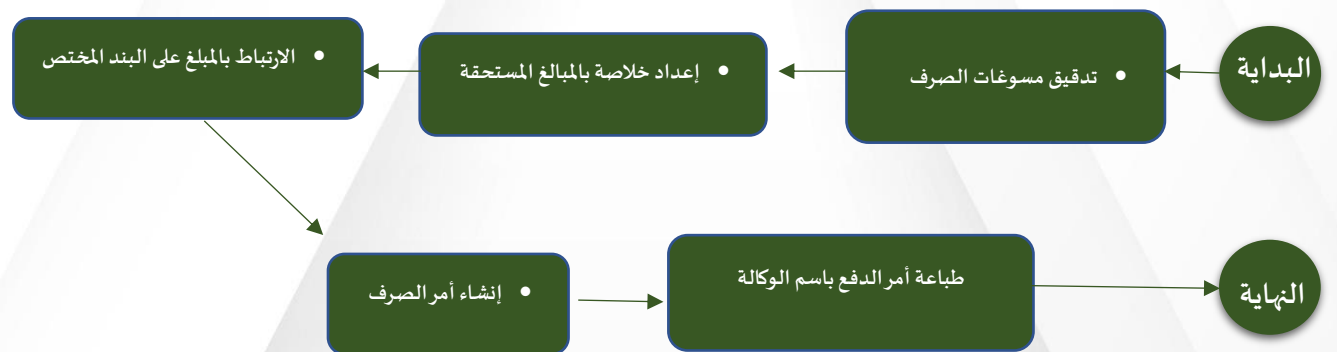 البداية
• تدقيق مسوغات الصرف
• إعداد خلاصة بالمبالغ المستحقة
• الارتباط بالمبلغ على البند المختص
• إنشاء أمر الصرف
طباعة أمر الدفع باسم الوكالة
النهاية